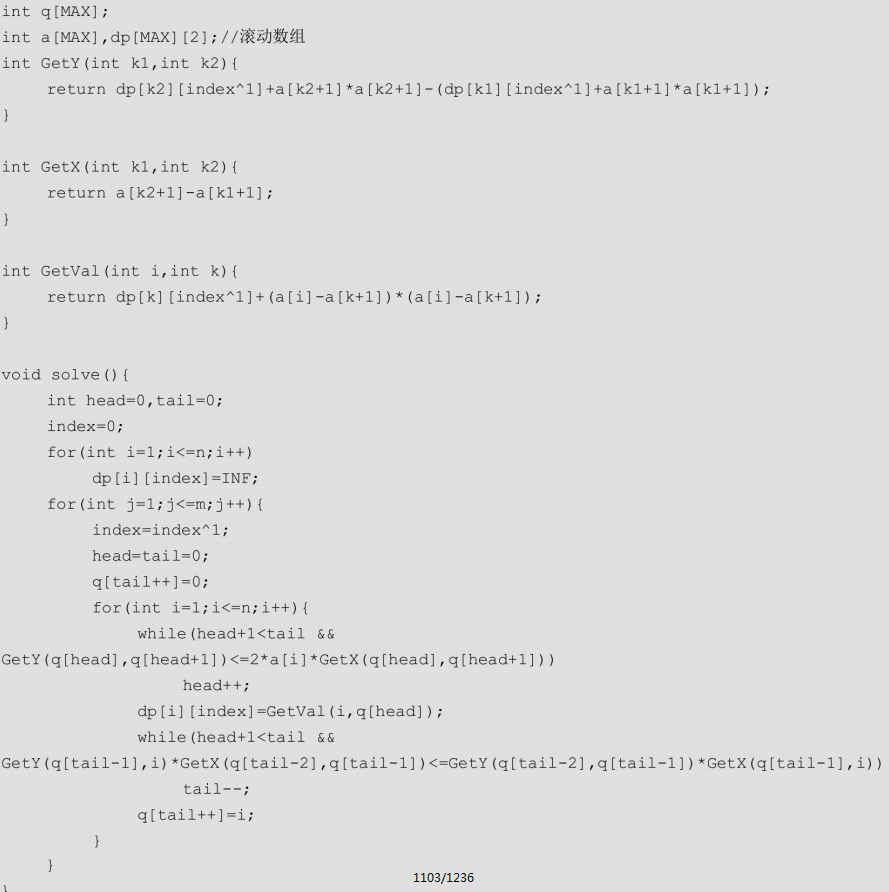 int q[MAX];
int a[MAX],dp[MAX][2];//滚动数组
int GetY(int k1,int k2){
return dp[k2][index^1]+a[k2+1]*a[k2+1]-(dp[k1][index^1]+a[k1+1]*a[k1+1]);
}
int GetX(int k1,int k2){
return a[k2+1]-a[k1+1];
}
int GetVal(int i,int k){
return dp[k][index^1]+(a[i]-a[k+1])*(a[i]-a[k+1]);
}
void solve(){
int head=0,tail=0;
index=0;
for(int i=1;i<=n;i++)
dp[i][index]=INF;
for(int j=1;j<=m;j++){
index=index^1;
head=tail=0;
q[tail++]=0;
for(int i=1;i<=n;i++){
while(head+1<tail &&
GetY(q[head],q[head+1])<=2*a[i]*GetX(q[head],q[head+1]))
head++;
dp[i][index]=GetVal(i,q[head]);
while(head+1<tail &&
GetY(q[tail-1],i)*GetX(q[tail-2],q[tail-1])<=GetY(q[tail-2],q[tail-1])*GetX(q[tail-1],i))
tail--;
q[tail++]=i;
}
}
1103/1236
}